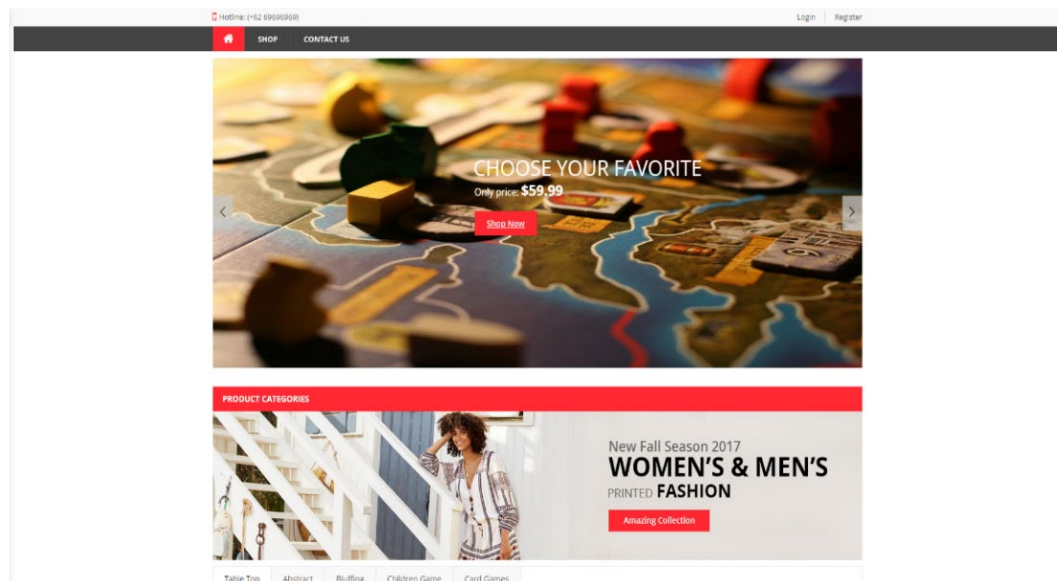 Hotline: (+62 69696969)
Login
Register
SHOP
CONTACT US
CHOOSE YOUR FAVORITE
Only price: $59.99
Shop Now
PRODUCT CATEGORIES
New Fall Season 2017
WOMEN'S & MEN'S
PRINTED FASHION
Amazing Collection
Table Top
Abstract
Bluffing
Children Game
Card Games